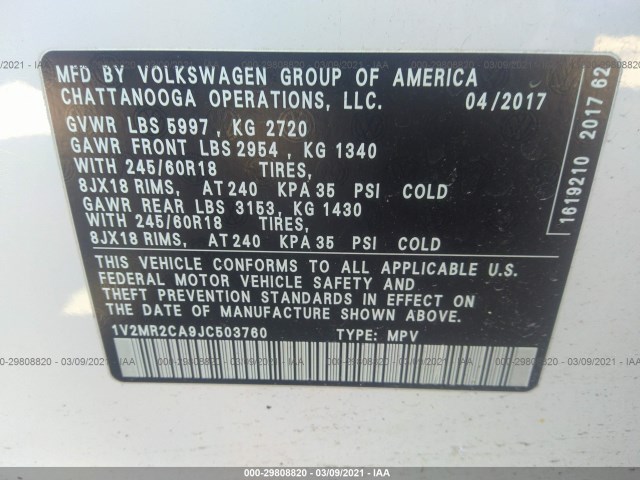 MFD BY VOLKSWAGEN GROUP OF AMERICA
CHATTANOOGA OPERATIONS, LLC. 04/2017
GVWR LBS 5997 , KG 2720
GAWR FRONT LBS 2954 , KG 1340
WITH 245/60R18 TIRES,
8JX18 RIMS, AT 240 KPA 35 PSI COLD
GAWR REAR LBS 3153, KG 1430
WITH 245/60R18 TIRES,
8JX18 RIMS, AT 240 KPA 35 PSI COLD
THIS VEHICLE CONFORMS TO ALL APPLICABLE U.S.
FEDERAL MOTOR VEHICLE SAFETY AND
THEFT PREVENTION STANDARDS IN EFFECT ON
THE DATE OF MANUFACTURE SHOWN ABOVE.
1V2MR2CA9JC503760 TYPE: MPV
1619210 2017 62
000-29808820 - 03/09/2021 - IAA